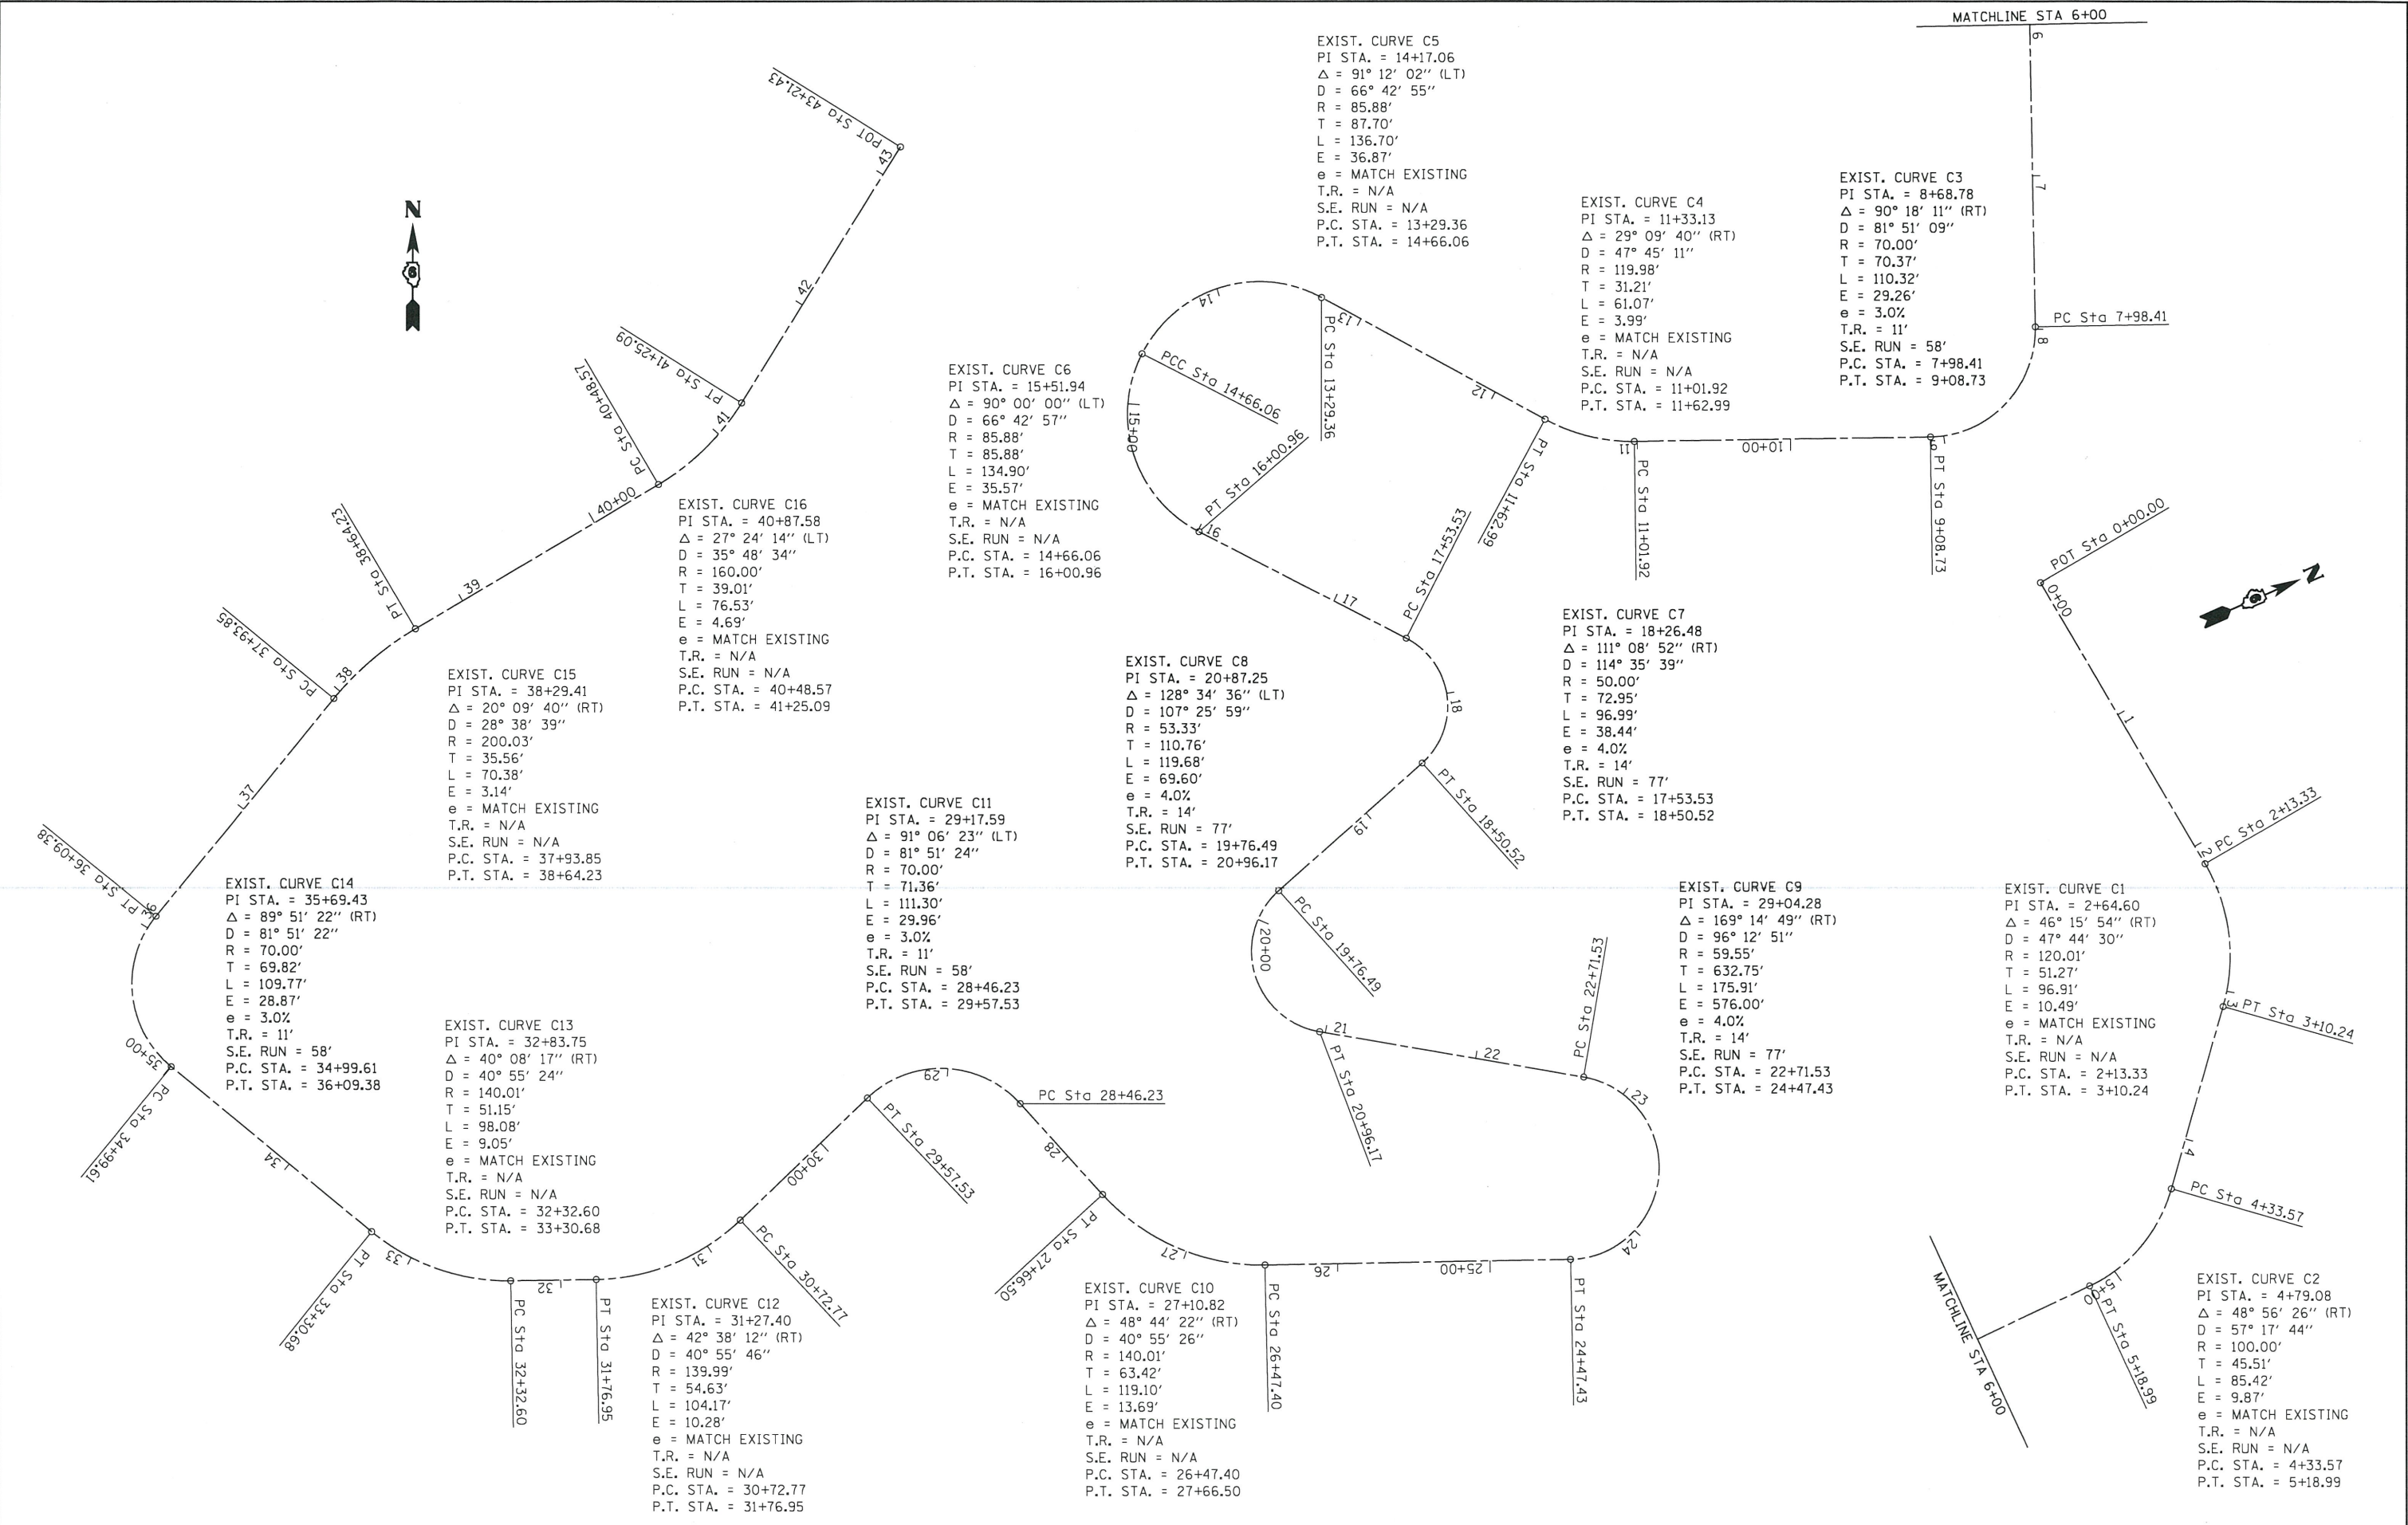 MATCHLINE STA 6+00
EXIST. CURVE C5
PI STA. = 14+17.06
Δ = 91° 12' 02" (LT)
D = 66° 42' 55"
R = 85.88'
T = 87.70'
L = 136.70'
E = 36.87'
e = MATCH EXISTING
T.R. = N/A
S.E. RUN = N/A
P.C. STA. = 13+29.36
P.T. STA. = 14+66.06
EXIST. CURVE C4
PI STA. = 11+33.13
Δ = 29° 09' 40" (RT)
D = 47° 45' 11"
R = 119.98'
T = 31.21'
L = 61.07'
E = 3.99'
e = MATCH EXISTING
T.R. = N/A
S.E. RUN = N/A
P.C. STA. = 11+01.92
P.T. STA. = 11+62.99
EXIST. CURVE C3
PI STA. = 8+68.78
Δ = 90° 18' 11" (RT)
D = 81° 51' 09"
R = 70.00'
T = 70.37'
L = 110.32'
E = 29.26'
e = 3.0%
T.R. = 11'
S.E. RUN = 58'
P.C. STA. = 7+98.41
P.T. STA. = 9+08.73
6
7
PC Sta 7+98.41
8
9
PT Sta 9+08.73
10+00
11
PC Sta 11+01.92
PT Sta 11+62.99
12
13
PC Sta 13+29.36
14
PCC Sta 14+66.06
15+00
PT Sta 16+00.96
16
17
PC Sta 17+53.53
18
PT Sta 18+50.52
19
PC Sta 19+76.49
20+00
21
PT Sta 20+96.17
22
PC Sta 22+71.53
23
24
PT Sta 24+47.43
25+00
26
PC Sta 26+47.40
27
PT Sta 27+66.50
28
PC Sta 28+46.23
29
PT Sta 29+57.53
30+00
PC Sta 30+72.77
31
PT Sta 31+76.95
32
PC Sta 32+32.60
33
PT Sta 33+30.68
34
PC Sta 34+99.61
35+00
36
PT Sta 36+09.38
37
PC Sta 37+93.85
38
PT Sta 38+64.23
39
40+00
PC Sta 40+48.57
41
PT Sta 41+25.09
42
43
POT Sta 43+21.43
N
6
EXIST. CURVE C6
PI STA. = 15+51.94
Δ = 90° 00' 00" (LT)
D = 66° 42' 57"
R = 85.88'
T = 85.88'
L = 134.90'
E = 35.57'
e = MATCH EXISTING
T.R. = N/A
S.E. RUN = N/A
P.C. STA. = 14+66.06
P.T. STA. = 16+00.96
EXIST. CURVE C16
PI STA. = 40+87.58
Δ = 27° 24' 14" (LT)
D = 35° 48' 34"
R = 160.00'
T = 39.01'
L = 76.53'
E = 4.69'
e = MATCH EXISTING
T.R. = N/A
S.E. RUN = N/A
P.C. STA. = 40+48.57
P.T. STA. = 41+25.09
EXIST. CURVE C7
PI STA. = 18+26.48
Δ = 111° 08' 52" (RT)
D = 114° 35' 39"
R = 50.00'
T = 72.95'
L = 96.99'
E = 38.44'
e = 4.0%
T.R. = 14'
S.E. RUN = 77'
P.C. STA. = 17+53.53
P.T. STA. = 18+50.52
EXIST. CURVE C8
PI STA. = 20+87.25
Δ = 128° 34' 36" (LT)
D = 107° 25' 59"
R = 53.33'
T = 110.76'
L = 119.68'
E = 69.60'
e = 4.0%
T.R. = 14'
S.E. RUN = 77'
P.C. STA. = 19+76.49
P.T. STA. = 20+96.17
EXIST. CURVE C15
PI STA. = 38+29.41
Δ = 20° 09' 40" (RT)
D = 28° 38' 39"
R = 200.03'
T = 35.56'
L = 70.38'
E = 3.14'
e = MATCH EXISTING
T.R. = N/A
S.E. RUN = N/A
P.C. STA. = 37+93.85
P.T. STA. = 38+64.23
EXIST. CURVE C11
PI STA. = 29+17.59
Δ = 91° 06' 23" (LT)
D = 81° 51' 24"
R = 70.00'
T = 71.36'
L = 111.30'
E = 29.96'
e = 3.0%
T.R. = 11'
S.E. RUN = 58'
P.C. STA. = 28+46.23
P.T. STA. = 29+57.53
EXIST. CURVE C14
PI STA. = 35+69.43
Δ = 89° 51' 22" (RT)
D = 81° 51' 22"
R = 70.00'
T = 69.82'
L = 109.77'
E = 28.87'
e = 3.0%
T.R. = 11'
S.E. RUN = 58'
P.C. STA. = 34+99.61
P.T. STA. = 36+09.38
EXIST. CURVE C9
PI STA. = 29+04.28
Δ = 169° 14' 49" (RT)
D = 96° 12' 51"
R = 59.55'
T = 632.75'
L = 175.91'
E = 576.00'
e = 4.0%
T.R. = 14'
S.E. RUN = 77'
P.C. STA. = 22+71.53
P.T. STA. = 24+47.43
EXIST. CURVE C1
PI STA. = 2+64.60
Δ = 46° 15' 54" (RT)
D = 47° 44' 30"
R = 120.01'
T = 51.27'
L = 96.91'
E = 10.49'
e = MATCH EXISTING
T.R. = N/A
S.E. RUN = N/A
P.C. STA. = 2+13.33
P.T. STA. = 3+10.24
EXIST. CURVE C13
PI STA. = 32+83.75
Δ = 40° 08' 17" (RT)
D = 40° 55' 24"
R = 140.01'
T = 51.15'
L = 98.08'
E = 9.05'
e = MATCH EXISTING
T.R. = N/A
S.E. RUN = N/A
P.C. STA. = 32+32.60
P.T. STA. = 33+30.68
EXIST. CURVE C12
PI STA. = 31+27.40
Δ = 42° 38' 12" (RT)
D = 40° 55' 46"
R = 139.99'
T = 54.63'
L = 104.17'
E = 10.28'
e = MATCH EXISTING
T.R. = N/A
S.E. RUN = N/A
P.C. STA. = 30+72.77
P.T. STA. = 31+76.95
EXIST. CURVE C10
PI STA. = 27+10.82
Δ = 48° 44' 22" (RT)
D = 40° 55' 26"
R = 140.01'
T = 63.42'
L = 119.10'
E = 13.69'
e = MATCH EXISTING
T.R. = N/A
S.E. RUN = N/A
P.C. STA. = 26+47.40
P.T. STA. = 27+66.50
EXIST. CURVE C2
PI STA. = 4+79.08
Δ = 48° 56' 26" (RT)
D = 57° 17' 44"
R = 100.00'
T = 45.51'
L = 85.42'
E = 9.87'
e = MATCH EXISTING
T.R. = N/A
S.E. RUN = N/A
P.C. STA. = 4+33.57
P.T. STA. = 5+18.99
POT Sta 0+00.00
0+00
N
6
1
2
PC Sta 2+13.33
3
PT Sta 3+10.24
4
PC Sta 4+33.57
5+00
PT Sta 5+18.99
MATCHLINE STA 6+00